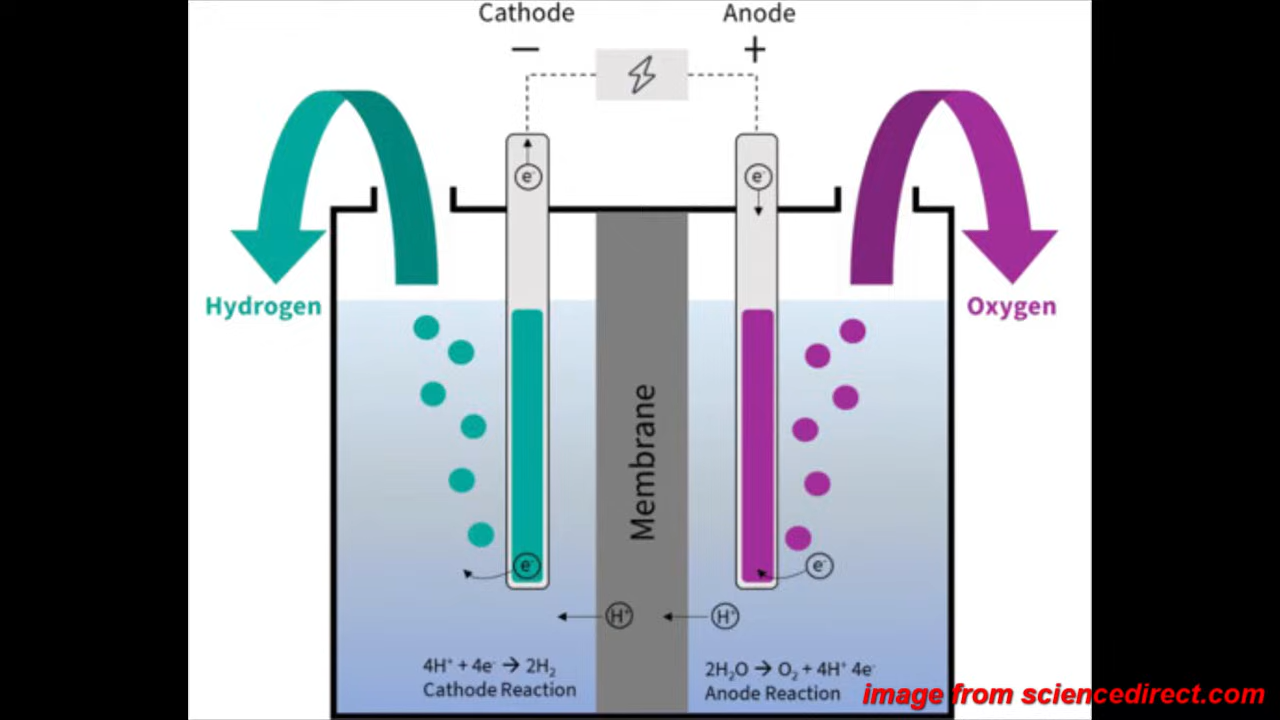 Cathode
Anode
−
+
e⁻
e⁻
Hydrogen
Oxygen
Membrane
e⁻
e⁻
H⁺
H⁺
4H⁺ + 4e⁻ → 2H₂
Cathode Reaction
2H₂O → O₂ + 4H⁺ 4e⁻
Anode Reaction
image from sciencedirect.com